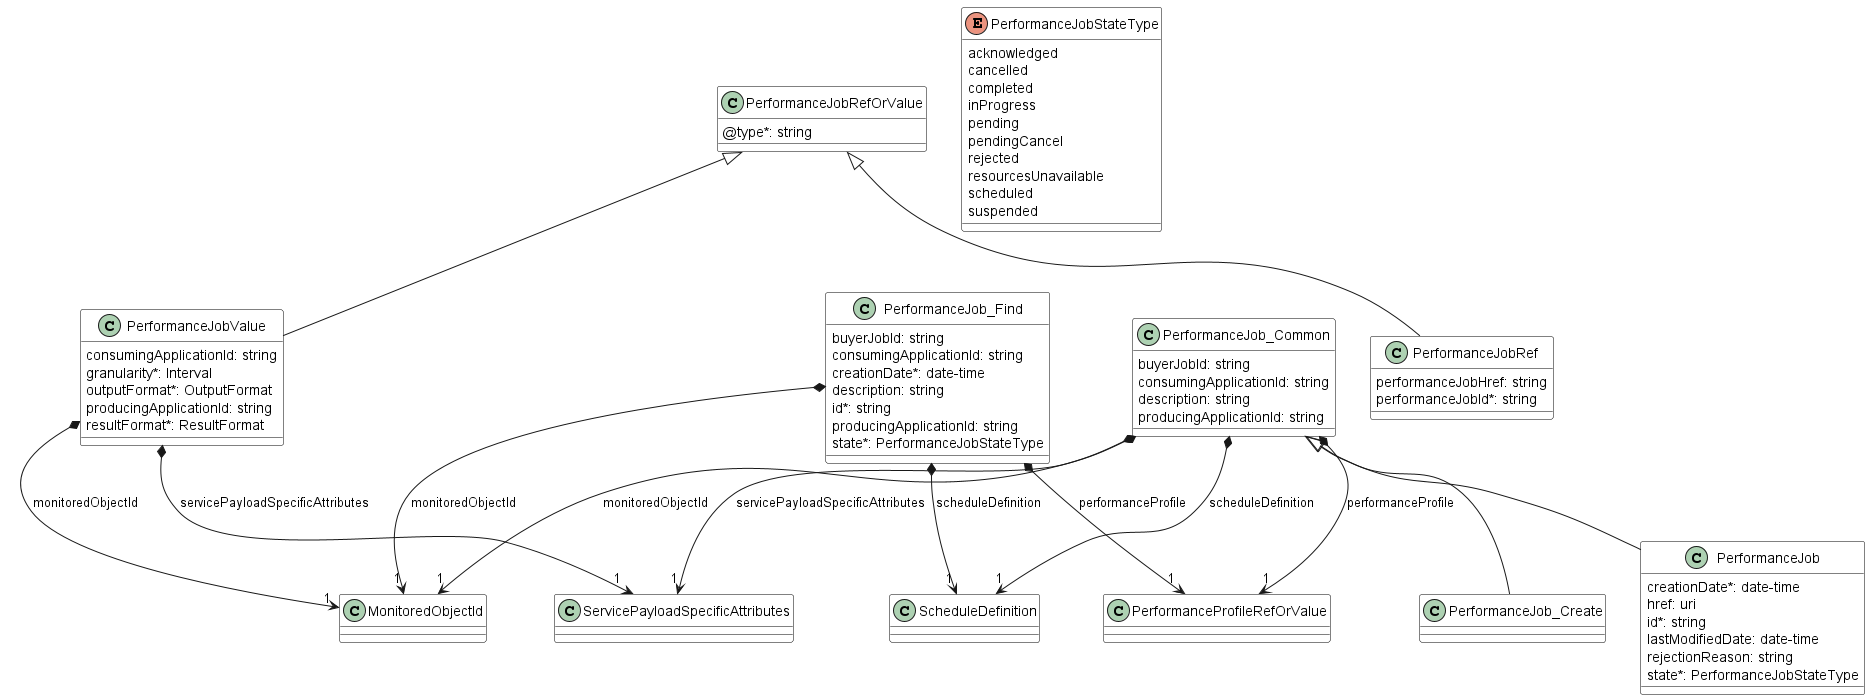 E PerformanceJobStateType
acknowledged
cancelled
completed
inProgress
pending
pendingCancel
rejected
resourcesUnavailable
scheduled
suspended
C PerformanceJobRefOrValue
@type*: string
C PerformanceJobValue
consumingApplicationId: string
granularity*: Interval
outputFormat*: OutputFormat
producingApplicationId: string
resultFormat*: ResultFormat
C PerformanceJob_Find
buyerJobId: string
consumingApplicationId: string
creationDate*: date-time
description: string
id*: string
producingApplicationId: string
state*: PerformanceJobStateType
C PerformanceJob_Common
buyerJobId: string
consumingApplicationId: string
description: string
producingApplicationId: string
C PerformanceJobRef
performanceJobHref: string
performanceJobId*: string
monitoredObjectId
servicePayloadSpecificAttributes
monitoredObjectId
monitoredObjectId
servicePayloadSpecificAttributes
scheduleDefinition
performanceProfile
scheduleDefinition
performanceProfile
1
1
1
1
1
1
1
1
1
C MonitoredObjectId
C ServicePayloadSpecificAttributes
C ScheduleDefinition
C PerformanceProfileRefOrValue
C PerformanceJob_Create
C PerformanceJob
creationDate*: date-time
href: uri
id*: string
lastModifiedDate: date-time
rejectionReason: string
state*: PerformanceJobStateType